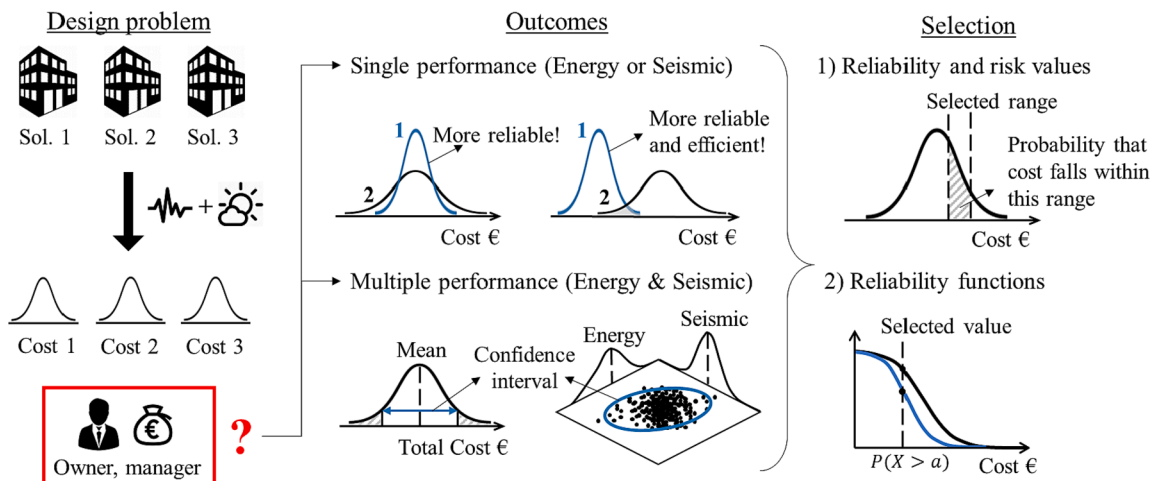 Design problem
Sol. 1
Sol. 2
Sol. 3
+
Cost 1
Cost 2
Cost 3
€
Owner, manager
?
Outcomes
Single performance (Energy or Seismic)
1
More reliable!
2
Cost €
1
More reliable
and efficient!
2
Cost €
Multiple performance (Energy & Seismic)
Mean
Confidence
interval
Total Cost €
Energy
Seismic
Selection
1) Reliability and risk values
Selected range
Probability that
cost falls within
this range
Cost €
2) Reliability functions
Selected value
P(X > a)
Cost €